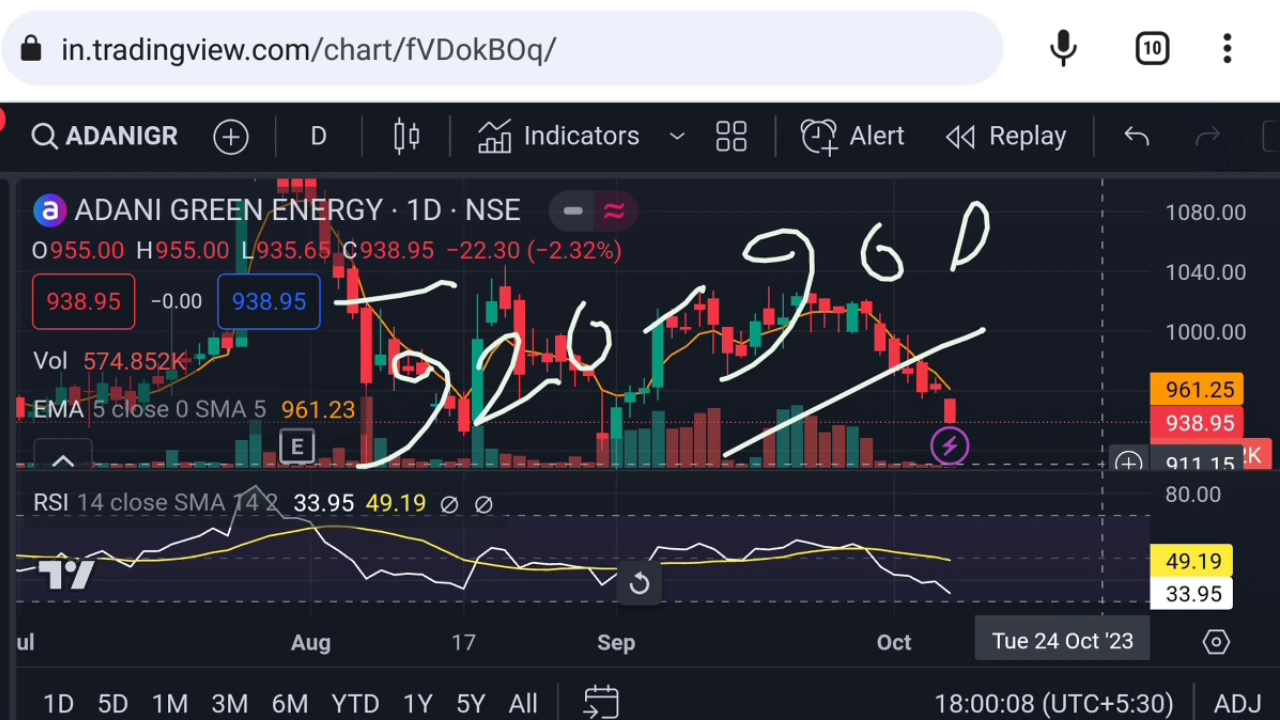 in.tradingview.com/chart/fVDokBOq/ 10
ADANIGR D Indicators Alert Replay
a ADANI GREEN ENERGY · 1D · NSE
O955.00 H955.00 L935.65 C938.95 −22.30 (−2.32%)
938.95 −0.00 938.95
Vol 574.852K
EMA 5 close 0 SMA 5 961.23
E
920
900
1080.00
1040.00
1000.00
961.25
938.95
911.15
RSI 14 close SMA 14 2 33.95 49.19 ∅ ∅
80.00
49.19
33.95
ul Aug 17 Sep Oct Tue 24 Oct '23
1D 5D 1M 3M 6M YTD 1Y 5Y All 18:00:08 (UTC+5:30) ADJ